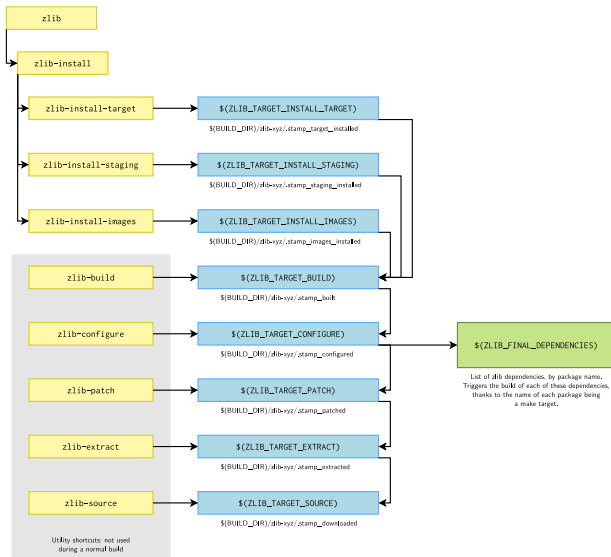 zlib
zlib-install
zlib-install-target
$(ZLIB_TARGET_INSTALL_TARGET)
$(BUILD_DIR)/zlib-xyz/.stamp_target_installed
zlib-install-staging
$(ZLIB_TARGET_INSTALL_STAGING)
$(BUILD_DIR)/zlib-xyz/.stamp_staging_installed
zlib-install-images
$(ZLIB_TARGET_INSTALL_IMAGES)
$(BUILD_DIR)/zlib-xyz/.stamp_images_installed
zlib-build
$(ZLIB_TARGET_BUILD)
$(BUILD_DIR)/zlib-xyz/.stamp_built
zlib-configure
$(ZLIB_TARGET_CONFIGURE)
$(BUILD_DIR)/zlib-xyz/.stamp_configured
$(ZLIB_FINAL_DEPENDENCIES)
List of zlib dependencies, by package name.
Triggers the build of each of these dependencies,
thanks to the name of each package being
a make target.
zlib-patch
$(ZLIB_TARGET_PATCH)
$(BUILD_DIR)/zlib-xyz/.stamp_patched
zlib-extract
$(ZLIB_TARGET_EXTRACT)
$(BUILD_DIR)/zlib-xyz/.stamp_extracted
zlib-source
$(ZLIB_TARGET_SOURCE)
$(BUILD_DIR)/zlib-xyz/.stamp_downloaded
Utility shortcuts: not used
during a normal build